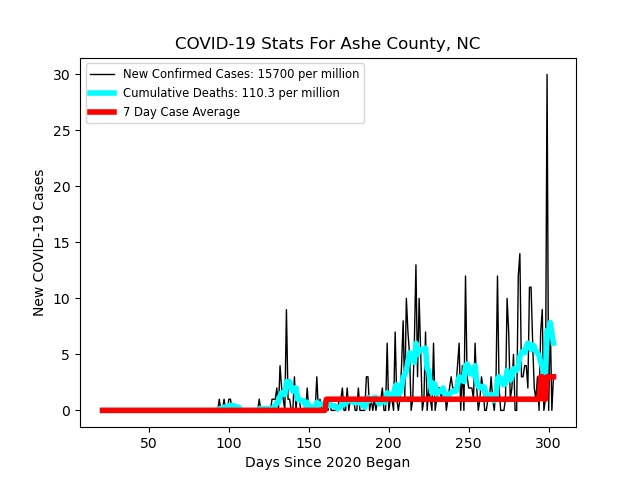 COVID-19 Stats For Ashe County, NC
New Confirmed Cases: 15700 per million
Cumulative Deaths: 110.3 per million
7 Day Case Average
New COVID-19 Cases
30
25
20
15
10
5
0
50 100 150 200 250 300
Days Since 2020 Began